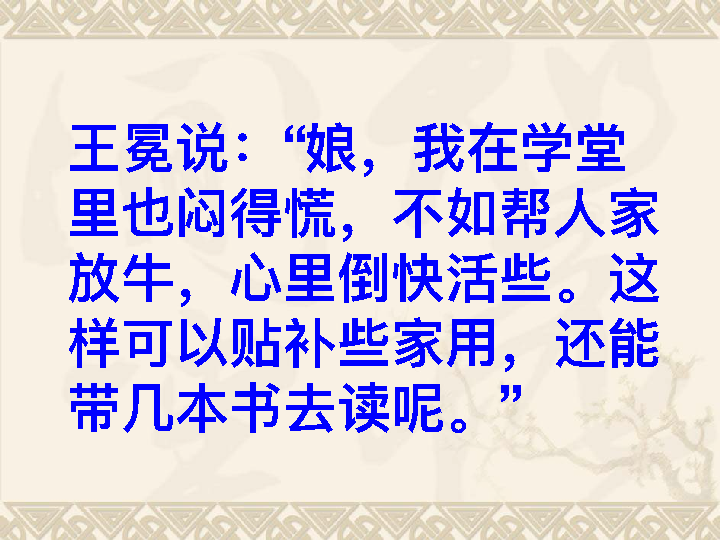 王冕说：“娘，我在学堂
里也闷得慌，不如帮人家
放牛，心里倒快活些。这
样可以贴补些家用，还能
带几本书去读呢。”